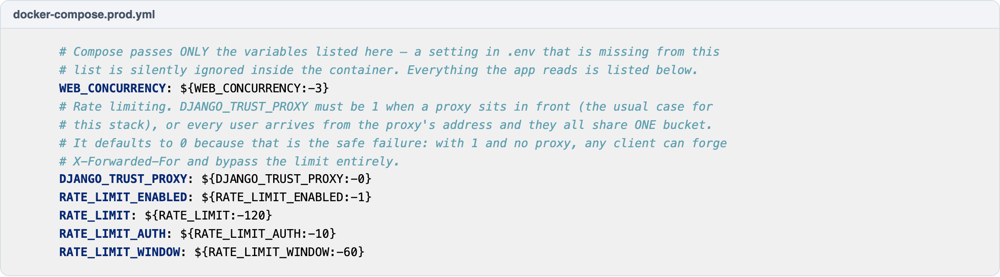 docker-compose.prod.yml
# Compose passes ONLY the variables listed here — a setting in .env that is missing from this
# list is silently ignored inside the container. Everything the app reads is listed below.
WEB_CONCURRENCY: ${WEB_CONCURRENCY:-3}
# Rate limiting. DJANGO_TRUST_PROXY must be 1 when a proxy sits in front (the usual case for
# this stack), or every user arrives from the proxy's address and they all share ONE bucket.
# It defaults to 0 because that is the safe failure: with 1 and no proxy, any client can forge
# X-Forwarded-For and bypass the limit entirely.
DJANGO_TRUST_PROXY: ${DJANGO_TRUST_PROXY:-0}
RATE_LIMIT_ENABLED: ${RATE_LIMIT_ENABLED:-1}
RATE_LIMIT: ${RATE_LIMIT:-120}
RATE_LIMIT_AUTH: ${RATE_LIMIT_AUTH:-10}
RATE_LIMIT_WINDOW: ${RATE_LIMIT_WINDOW:-60}